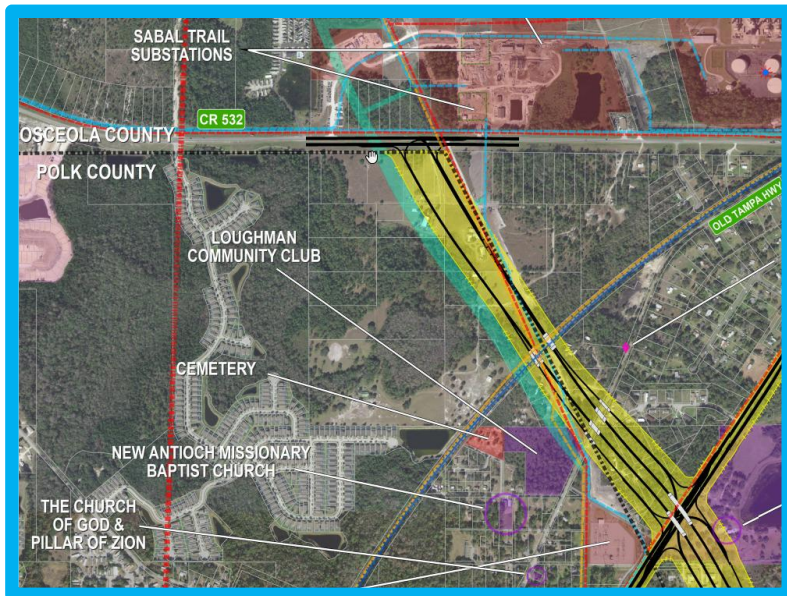 SABAL TRAIL
SUBSTATIONS
CR 532
OSCEOLA COUNTY
POLK COUNTY
OLD TAMPA HWY
LOUGHMAN
COMMUNITY CLUB
CEMETERY
NEW ANTIOCH MISSIONARY
BAPTIST CHURCH
THE CHURCH
OF GOD &
PILLAR OF ZION